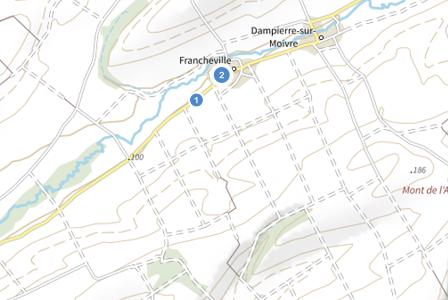 Dampierre-sur-
Moivre
Francheville
2
1
100
186
Mont de l'A